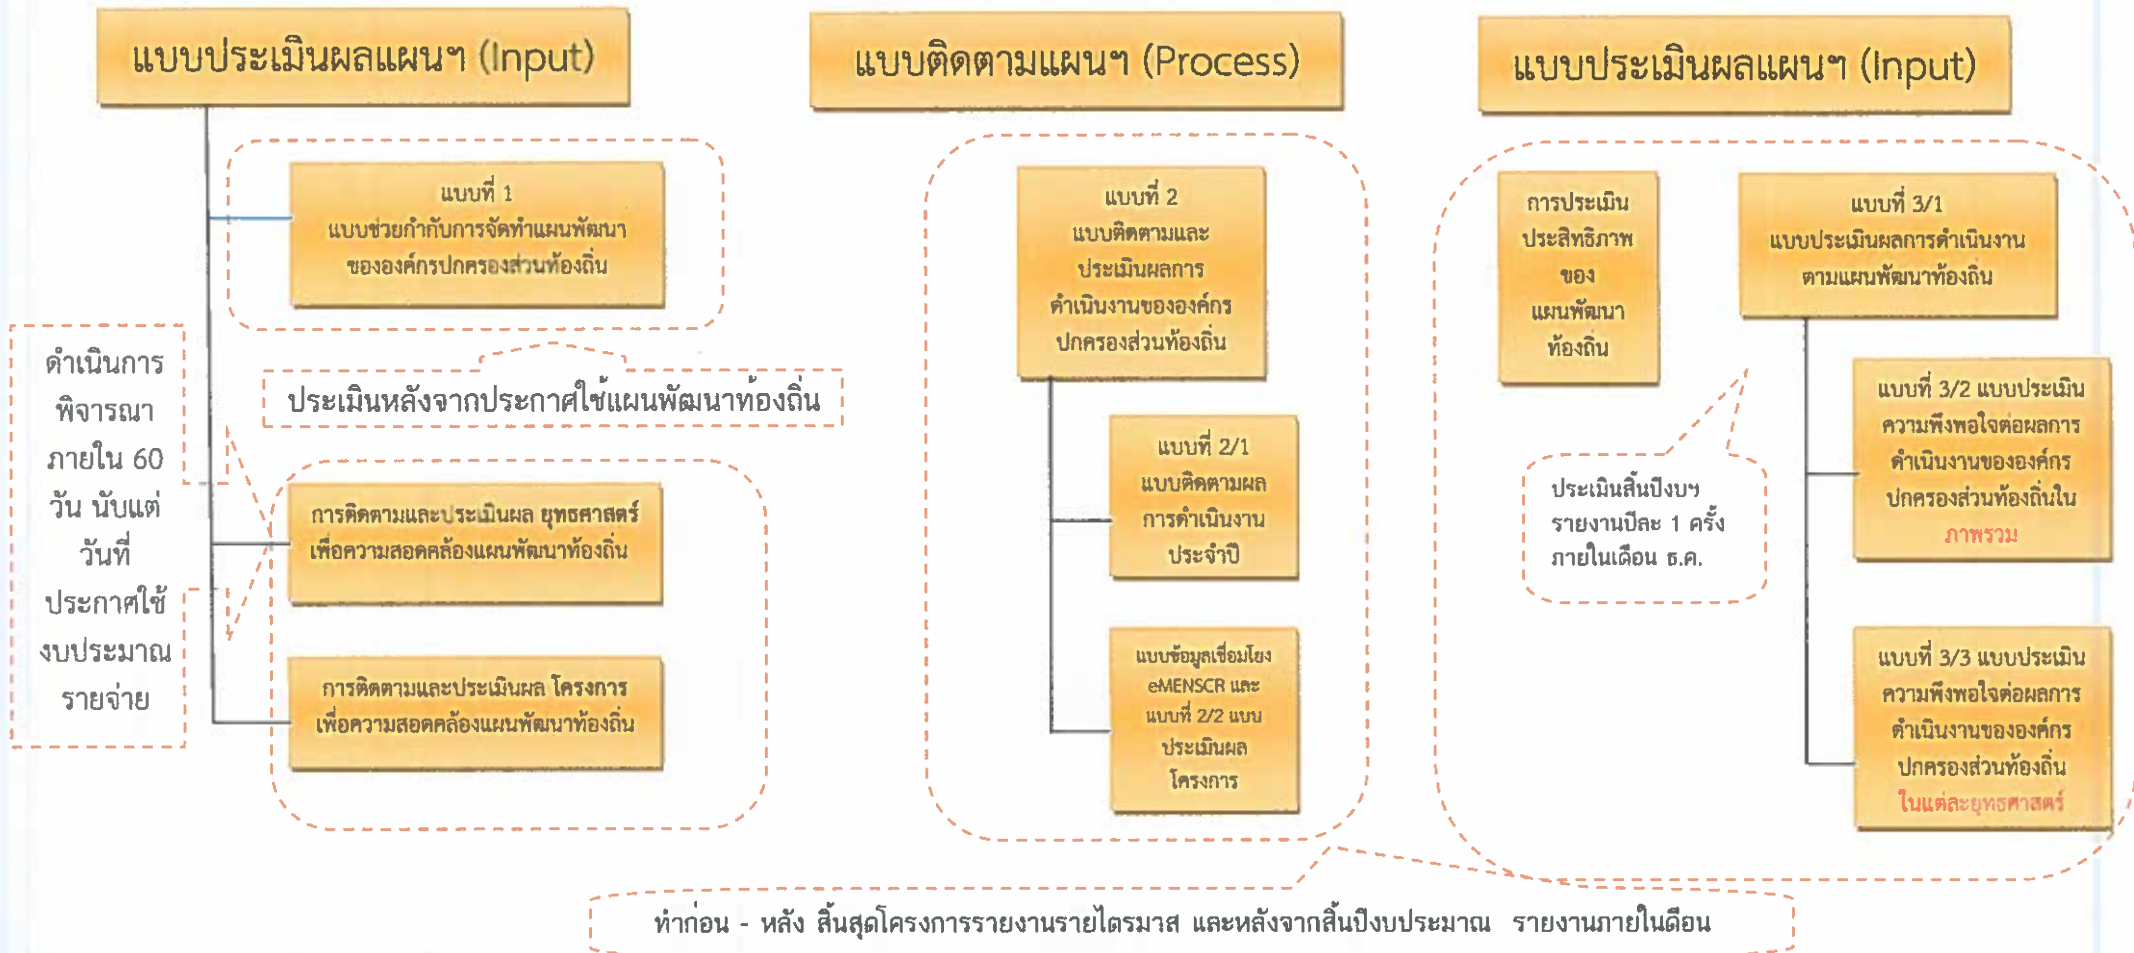 แบบประเมินผลแผนฯ (Input)
แบบที่ 1
แบบช่วยกำกับการจัดทำแผนพัฒนา
ขององค์กรปกครองส่วนท้องถิ่น
ประเมินหลังจากประกาศใช้แผนพัฒนาท้องถิ่น
ดำเนินการ
พิจารณา
ภายใน 60
วัน นับแต่
วันที่
ประกาศใช้
งบประมาณ
รายจ่าย
การติดตามและประเมินผล ยุทธศาสตร์
เพื่อความสอดคล้องแผนพัฒนาท้องถิ่น
การติดตามและประเมินผล โครงการ
เพื่อความสอดคล้องแผนพัฒนาท้องถิ่น
แบบติดตามแผนฯ (Process)
แบบที่ 2
แบบติดตามและ
ประเมินผลการ
ดำเนินงานขององค์กร
ปกครองส่วนท้องถิ่น
แบบที่ 2/1
แบบติดตามผล
การดำเนินงาน
ประจำปี
แบบข้อมูลเชื่อมโยง
eMENSCR และ
แบบที่ 2/2 แบบ
ประเมินผล
โครงการ
แบบประเมินผลแผนฯ (Input)
การประเมิน
ประสิทธิภาพ
ของ
แผนพัฒนา
ท้องถิ่น
แบบที่ 3/1
แบบประเมินผลการดำเนินงาน
ตามแผนพัฒนาท้องถิ่น
แบบที่ 3/2 แบบประเมิน
ความพึงพอใจต่อผลการ
ดำเนินงานขององค์กร
ปกครองส่วนท้องถิ่นใน
ภาพรวม
ประเมินสิ้นปีงบฯ
รายงานปีละ 1 ครั้ง
ภายในเดือน ธ.ค.
แบบที่ 3/3 แบบประเมิน
ความพึงพอใจต่อผลการ
ดำเนินงานขององค์กร
ปกครองส่วนท้องถิ่น
ในแต่ละยุทธศาสตร์
ทำก่อน - หลัง สิ้นสุดโครงการรายงานรายไตรมาส และหลังจากสิ้นปีงบประมาณ รายงานภายในดือน